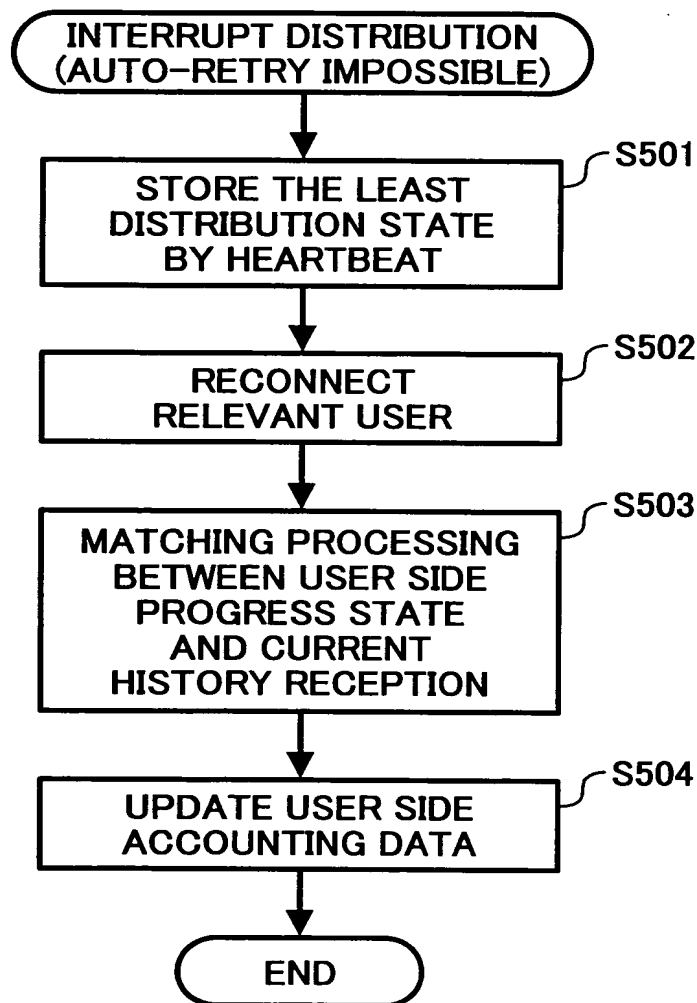 INTERRUPT DISTRIBUTION
(AUTO-RETRY IMPOSSIBLE)
S501
STORE THE LEAST
DISTRIBUTION STATE
BY HEARTBEAT
S502
RECONNECT
RELEVANT USER
S503
MATCHING PROCESSING
BETWEEN USER SIDE
PROGRESS STATE
AND CURRENT
HISTORY RECEPTION
S504
UPDATE USER SIDE
ACCOUNTING DATA
END